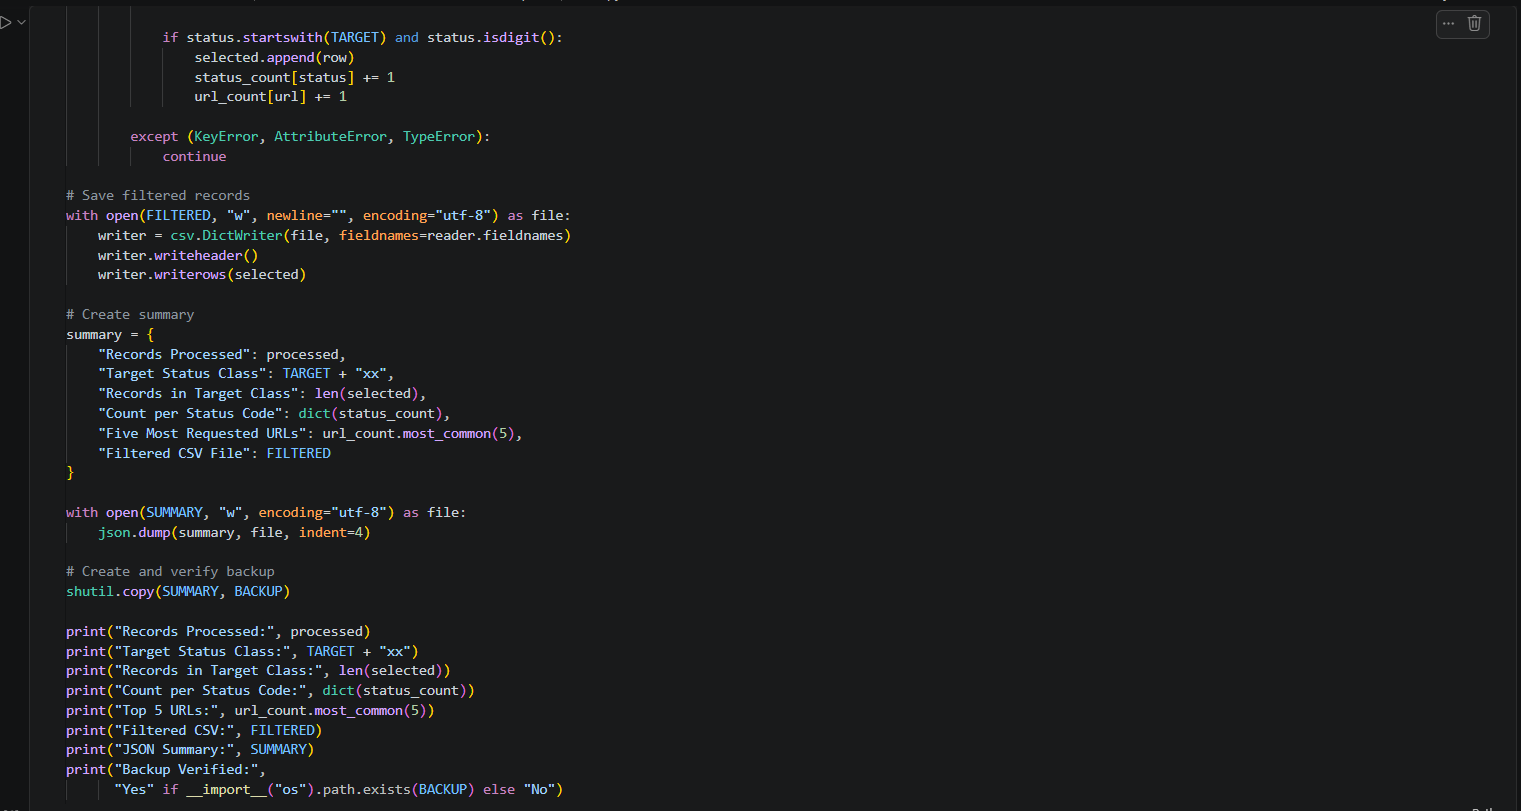 if status.startswith(TARGET) and status.isdigit():
selected.append(row)
status_count[status] += 1
url_count[url] += 1
except (KeyError, AttributeError, TypeError):
continue
# Save filtered records
with open(FILTERED, "w", newline="", encoding="utf-8") as file:
writer = csv.DictWriter(file, fieldnames=reader.fieldnames)
writer.writeheader()
writer.writerows(selected)
# Create summary
summary = {
"Records Processed": processed,
"Target Status Class": TARGET + "xx",
"Records in Target Class": len(selected),
"Count per Status Code": dict(status_count),
"Five Most Requested URLs": url_count.most_common(5),
"Filtered CSV File": FILTERED
}
with open(SUMMARY, "w", encoding="utf-8") as file:
json.dump(summary, file, indent=4)
# Create and verify backup
shutil.copy(SUMMARY, BACKUP)
print("Records Processed:", processed)
print("Target Status Class:", TARGET + "xx")
print("Records in Target Class:", len(selected))
print("Count per Status Code:", dict(status_count))
print("Top 5 URLs:", url_count.most_common(5))
print("Filtered CSV:", FILTERED)
print("JSON Summary:", SUMMARY)
print("Backup Verified:",
"Yes" if __import__("os").path.exists(BACKUP) else "No")